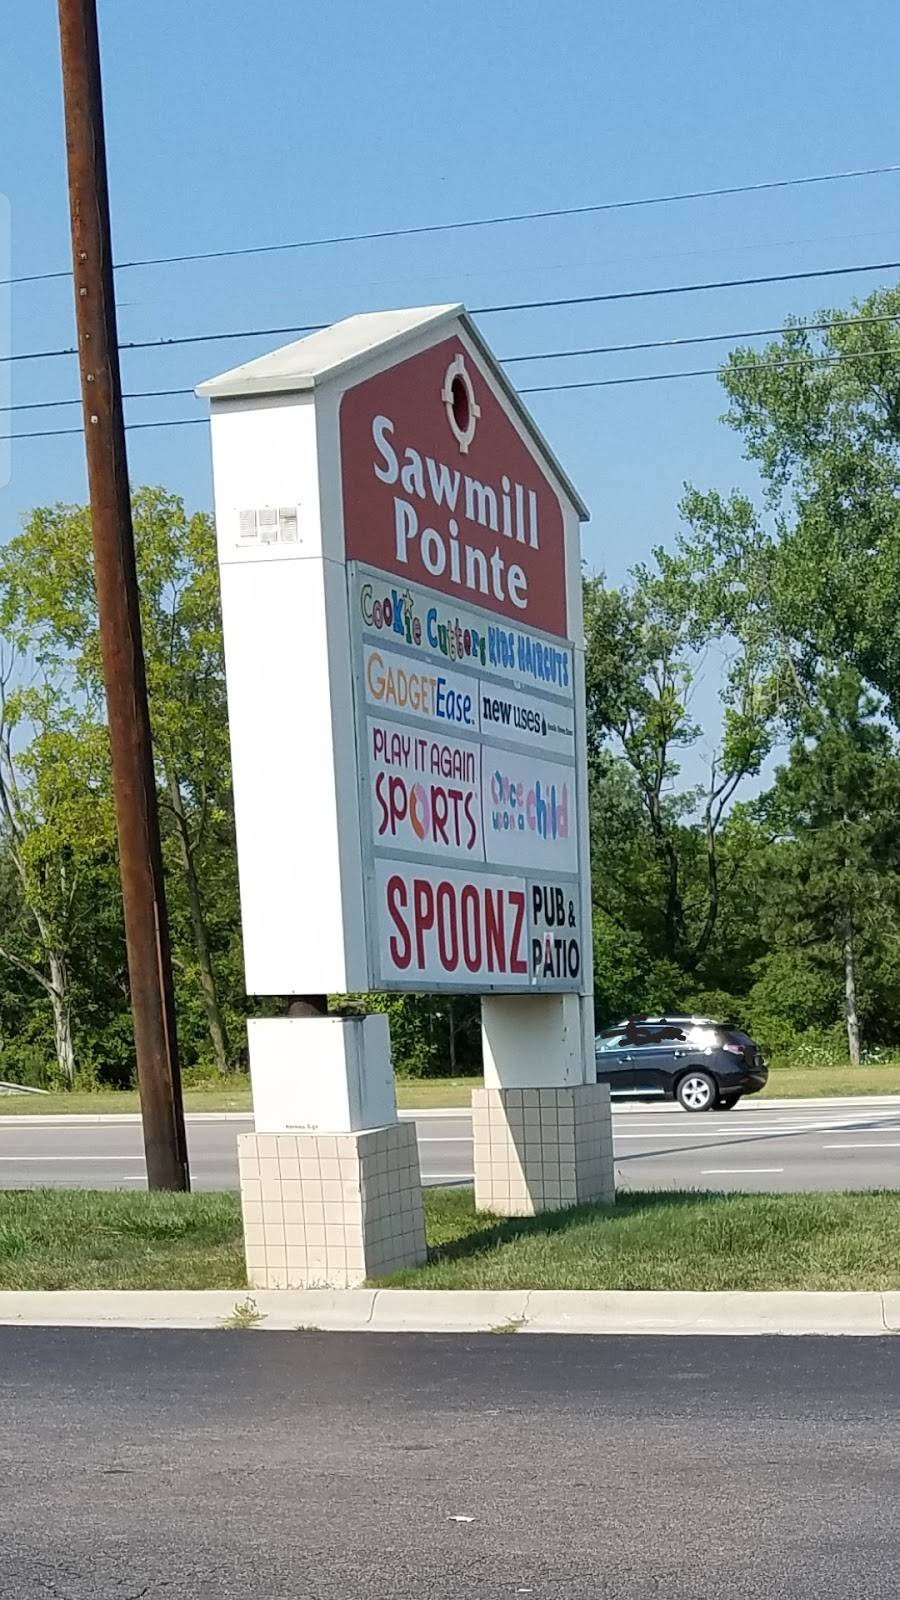 Sawmill
Pointe
Cookie Cutters KIDS HAIRCUTS
GADGETEase.
new uses
PLAY IT AGAIN
SPORTS
once
upon a child
SPOONZ
PUB &
PATIO